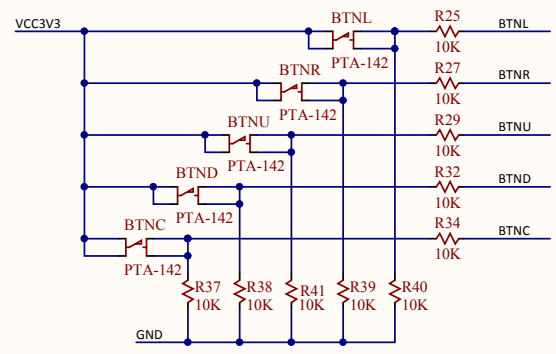 VCC3V3
BTNL
R25
BTNL
PTA-142
10K
BTNR
R27
BTNR
PTA-142
10K
BTNU
R29
BTNU
PTA-142
10K
BTND
R32
BTND
PTA-142
10K
BTNC
R34
BTNC
PTA-142
10K
R37
R38
R41
R39
R40
10K
10K
10K
10K
10K
GND